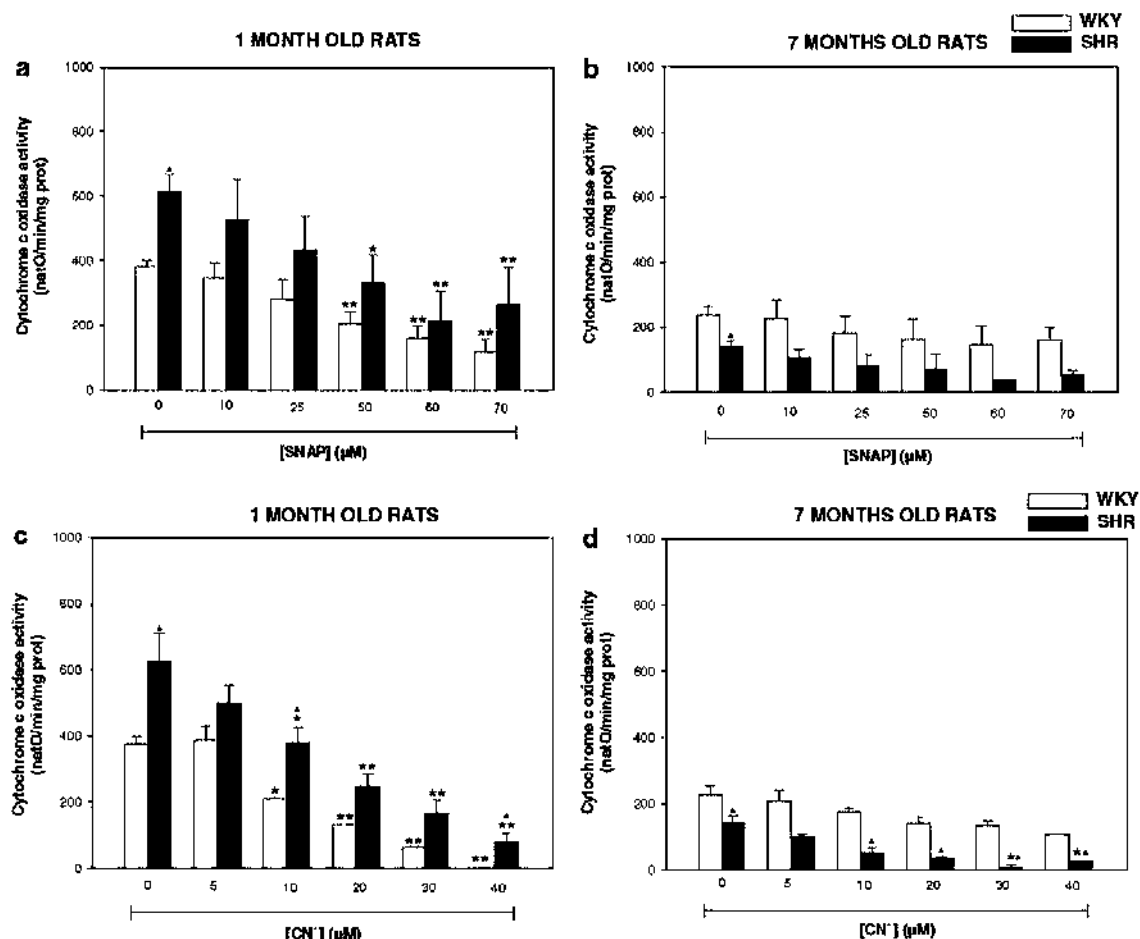 1 MONTH OLD RATS
7 MONTHS OLD RATS
WKY
SHR
a
b
Cytochrome c oxidase activity
(natO/min/mg prot)
1000
800
600
400
200
0
*
*
**
**
**
**
**
0 10 25 50 60 70
[SNAP] (µM)
Cytochrome c oxidase activity
(natO/min/mg prot)
1000
800
600
400
200
0
0 10 25 50 60 70
[SNAP] (µM)
1 MONTH OLD RATS
7 MONTHS OLD RATS
WKY
SHR
c
d
Cytochrome c oxidase activity
(natO/min/mg prot)
1000
800
600
400
200
0
*
*
**
**
**
**
**
**
0 5 10 20 30 40
[CN-] (µM)
Cytochrome c oxidase activity
(natO/min/mg prot)
1000
800
600
400
200
0
0 5 10 20 30 40
[CN-] (µM)